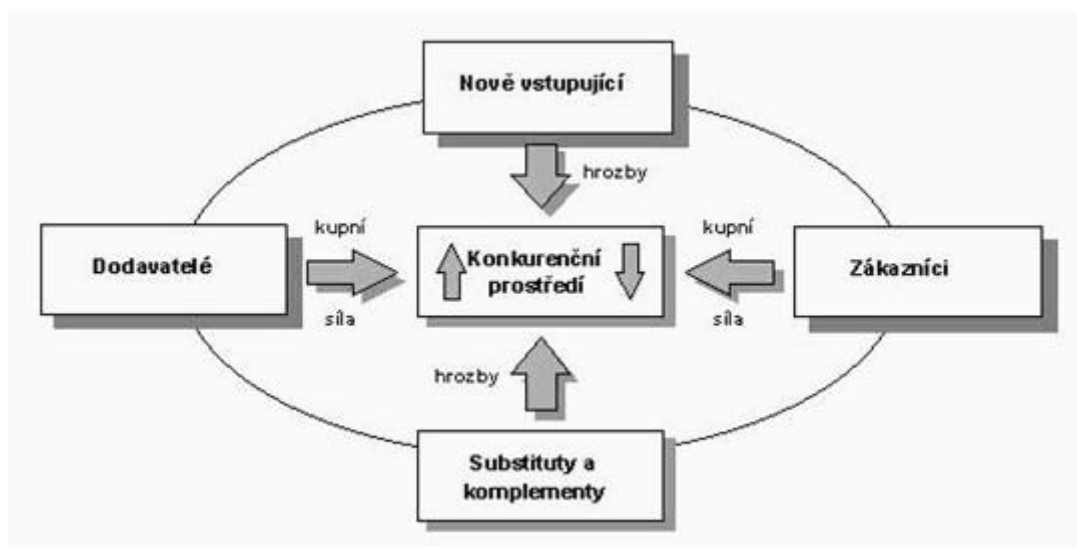 Nově vstupující
hrozby
kupní
Dodavatelé
síla
Konkurenční
prostředí
kupní
Zákazníci
síla
hrozby
Substituty a
komplementy